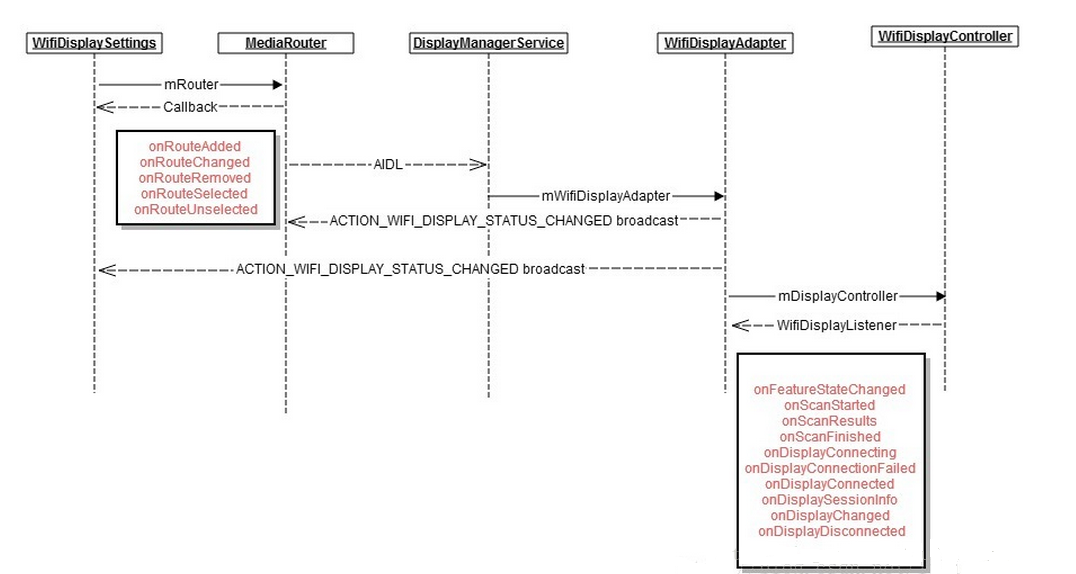 WifiDisplaySettings
MediaRouter
DisplayManagerService
WifiDisplayAdapter
WifiDisplayController
mRouter
Callback
onRouteAdded
onRouteChanged
onRouteRemoved
onRouteSelected
onRouteUnselected
AIDL
mWifiDisplayAdapter
ACTION_WIFI_DISPLAY_STATUS_CHANGED broadcast
ACTION_WIFI_DISPLAY_STATUS_CHANGED broadcast
mDisplayController
WifiDisplayListener
onFeatureStateChanged
onScanStarted
onScanResults
onScanFinished
onDisplayConnecting
onDisplayConnectionFailed
onDisplayConnected
onDisplaySessionInfo
onDisplayChanged
onDisplayDisconnected